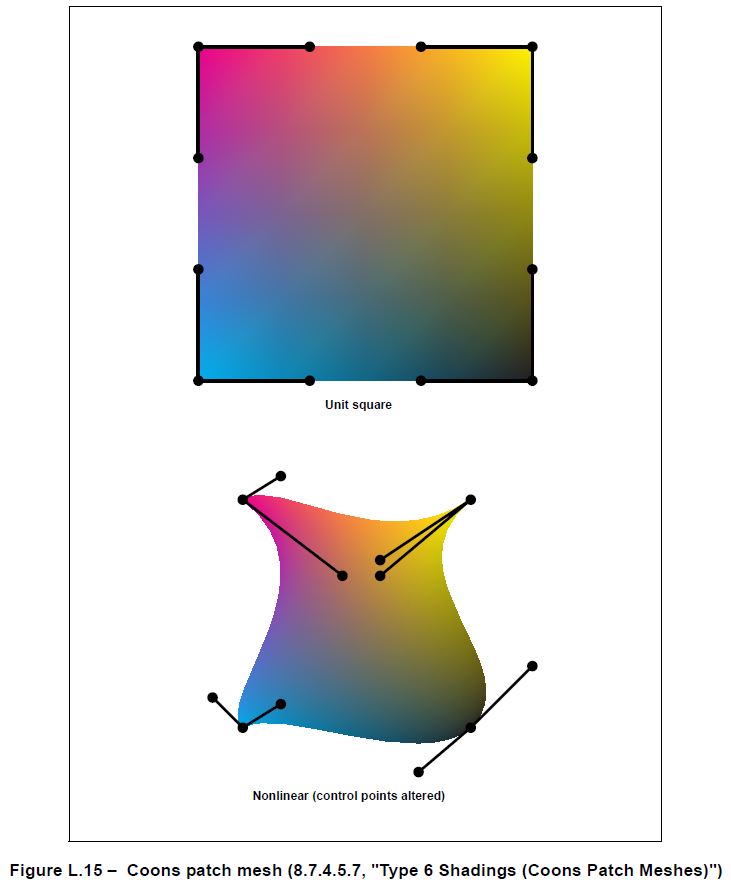 Unit square
Nonlinear (control points altered)
Figure L.15 – Coons patch mesh (8.7.4.5.7, "Type 6 Shadings (Coons Patch Meshes)")